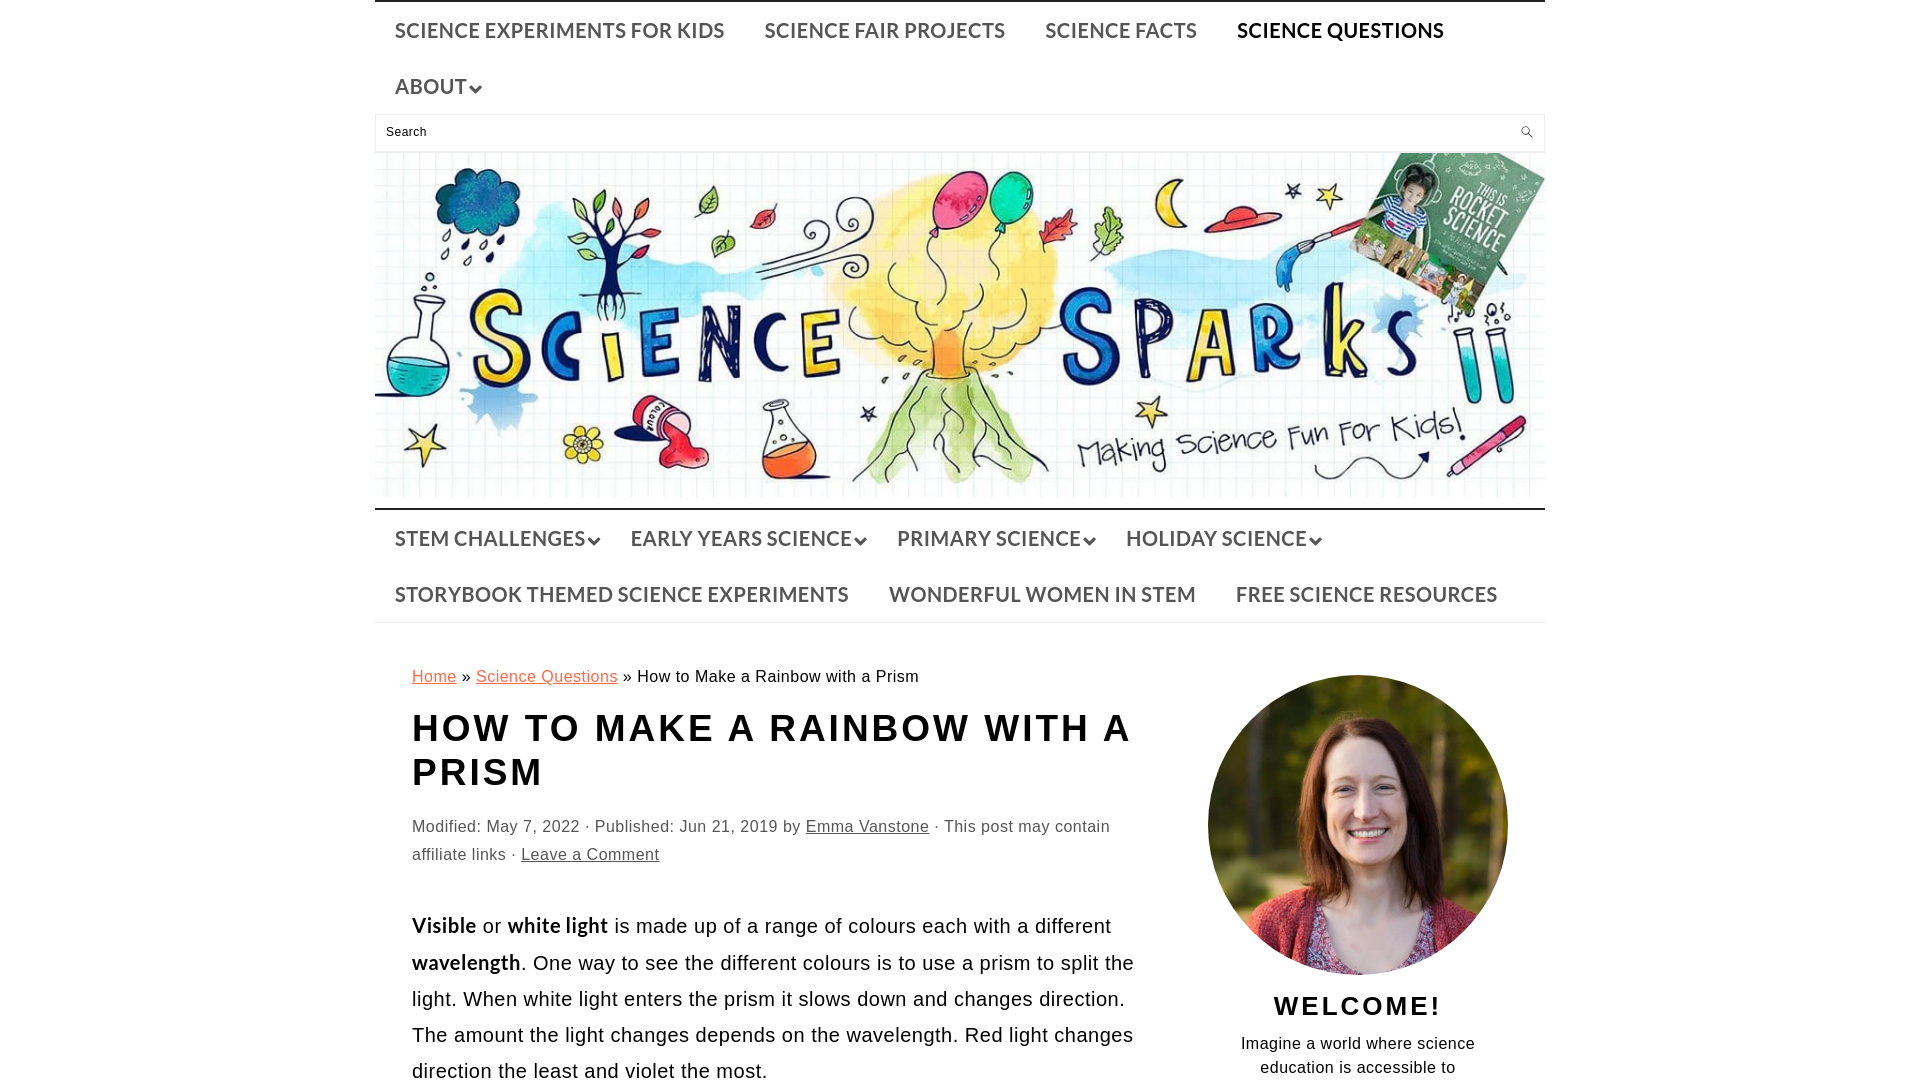 SCIENCE EXPERIMENTS FOR KIDS SCIENCE FAIR PROJECTS SCIENCE FACTS SCIENCE QUESTIONS
ABOUT
Search
THIS IS
ROCKET
SCIENCE
SCIENCE SPARKS
COLOUR
Making Science Fun For Kids!
STEM CHALLENGES EARLY YEARS SCIENCE PRIMARY SCIENCE HOLIDAY SCIENCE
STORYBOOK THEMED SCIENCE EXPERIMENTS WONDERFUL WOMEN IN STEM FREE SCIENCE RESOURCES
Home » Science Questions » How to Make a Rainbow with a Prism
HOW TO MAKE A RAINBOW WITH A
PRISM
Modified: May 7, 2022 · Published: Jun 21, 2019 by Emma Vanstone · This post may contain
affiliate links · Leave a Comment
Visible or white light is made up of a range of colours each with a different
wavelength. One way to see the different colours is to use a prism to split the
light. When white light enters the prism it slows down and changes direction.
The amount the light changes depends on the wavelength. Red light changes
direction the least and violet the most.
WELCOME!
Imagine a world where science
education is accessible to